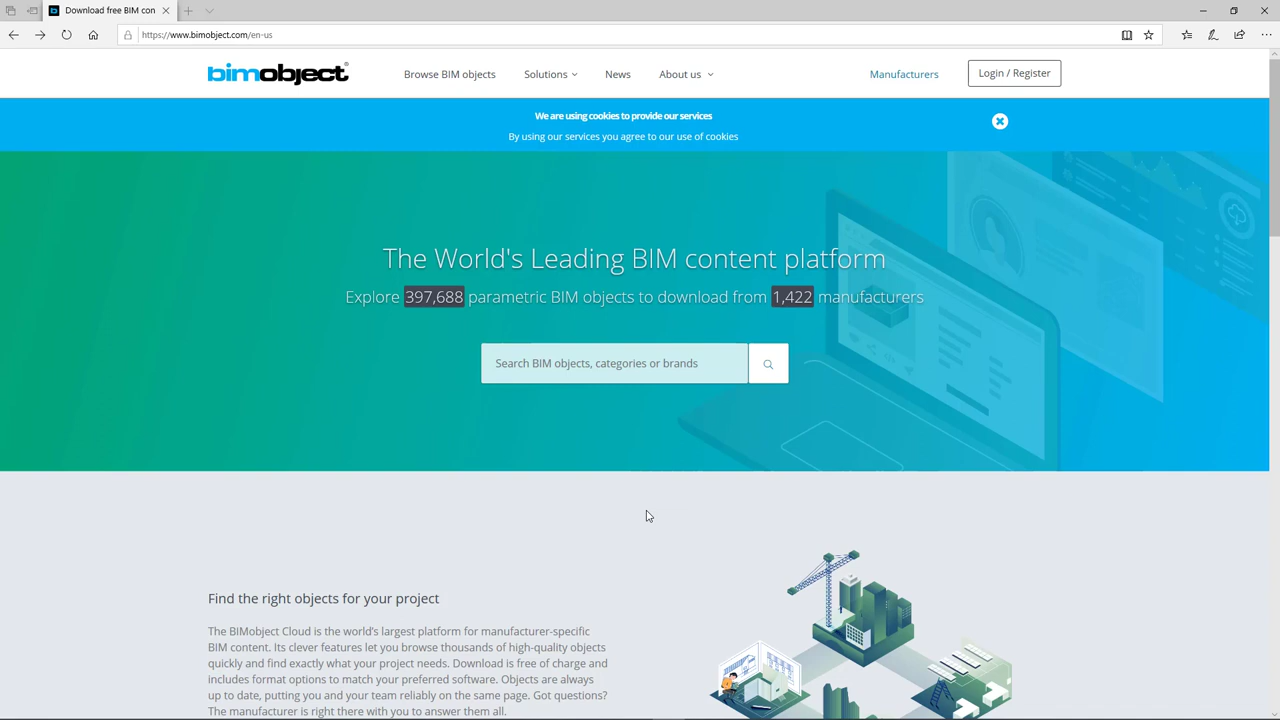 Download free BIM con
https://www.bimobject.com/en-us
bimobject®
Browse BIM objects
Solutions
News
About us
Manufacturers
Login / Register
We are using cookies to provide our services
By using our services you agree to our use of cookies
The World's Leading BIM content platform
Explore 397,688 parametric BIM objects to download from 1,422 manufacturers
Search BIM objects, categories or brands
Find the right objects for your project
The BIMobject Cloud is the world's largest platform for manufacturer-specific
BIM content. Its clever features let you browse thousands of high-quality objects
quickly and find exactly what your project needs. Download is free of charge and
includes format options to match your preferred software. Objects are always
up to date, putting you and your team reliably on the same page. Got questions?
The manufacturer is right there with you to answer them all.